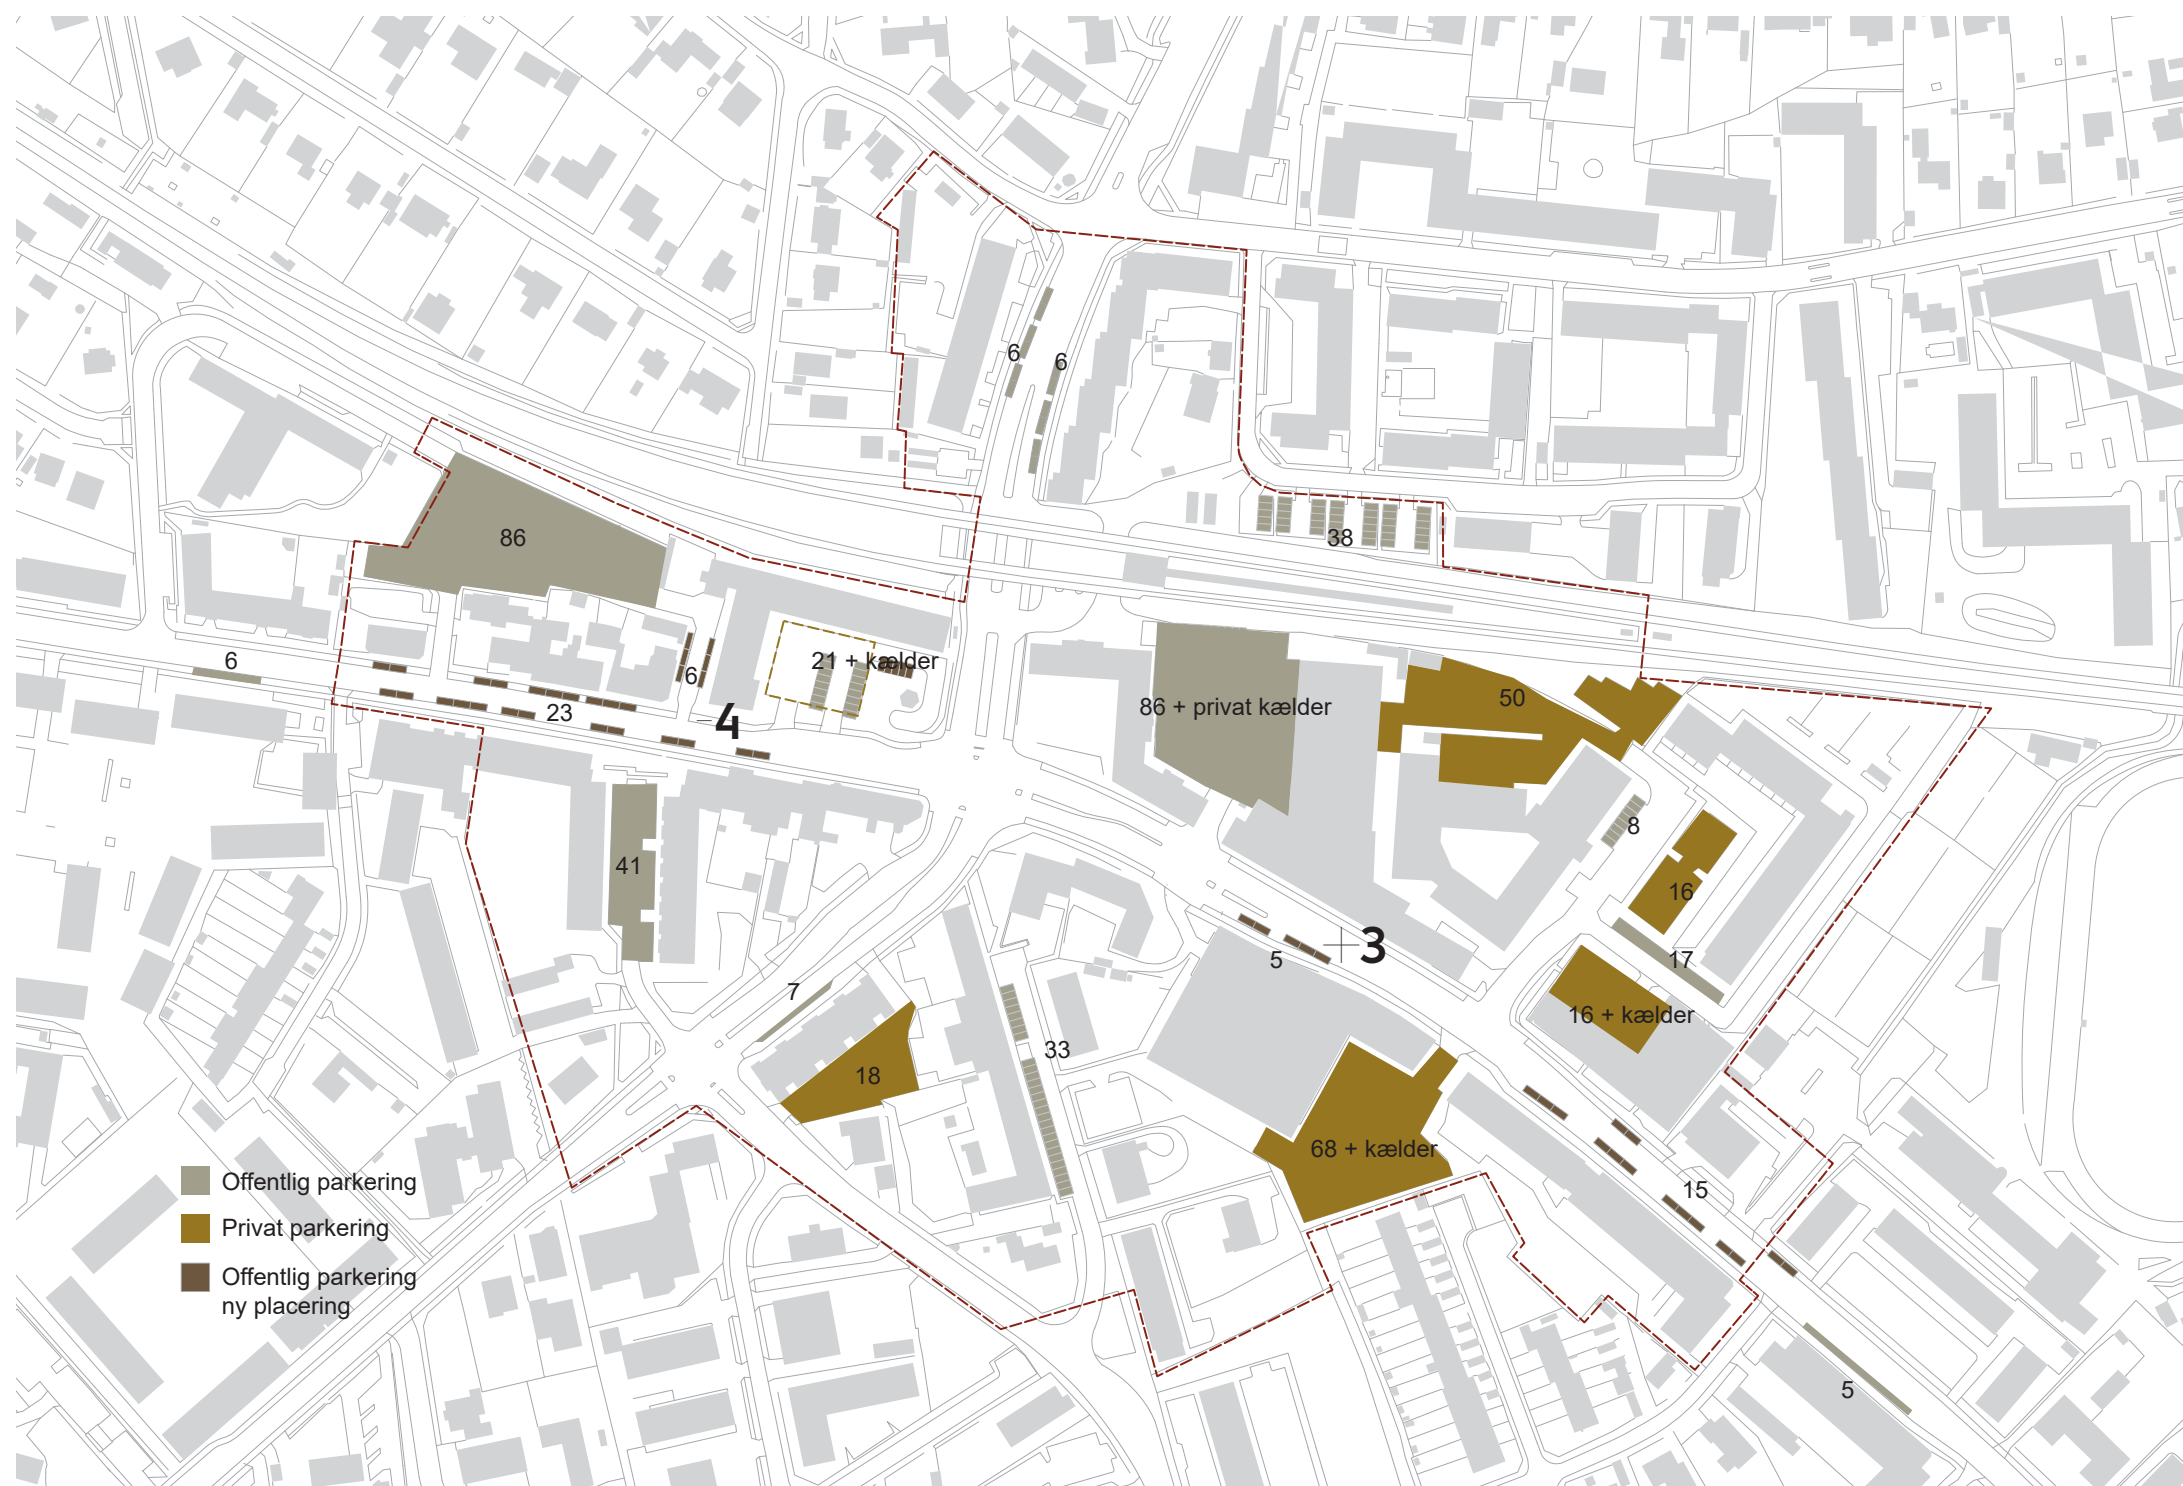 6
6
86
38
6
6
21 + kælder
23
4
86 + privat kælder
50
8
41
16
5
3
17
7
16 + kælder
33
18
68 + kælder
15
5
Offentlig parkering
Privat parkering
Offentlig parkering
ny placering